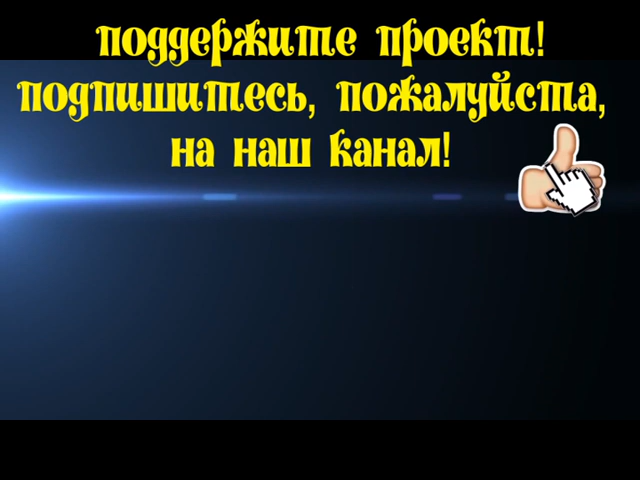 поддержите проект!
подпишитесь, пожалуйста,
на наш канал!